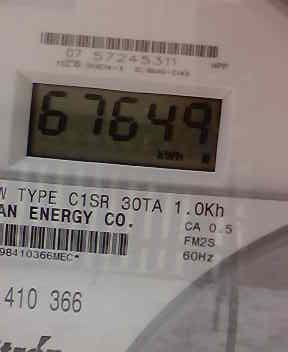 07 57245311
67649
kWh
TYPE C1SR 30TA 1.0Kh
AN ENERGY CO.
CA 0.5
FM2S
60Hz
98410366MEC*
410 366